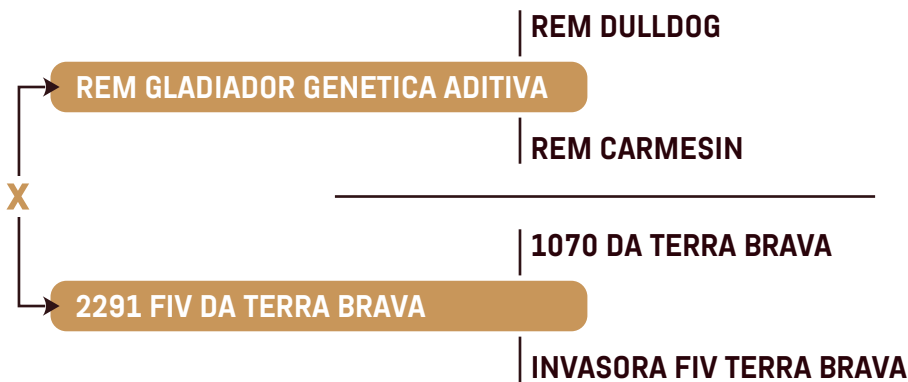 REM DULLDOG
REM GLADIADOR GENETICA ADITIVA
REM CARMESIN
X
1070 DA TERRA BRAVA
2291 FIV DA TERRA BRAVA
INVASORA FIV TERRA BRAVA